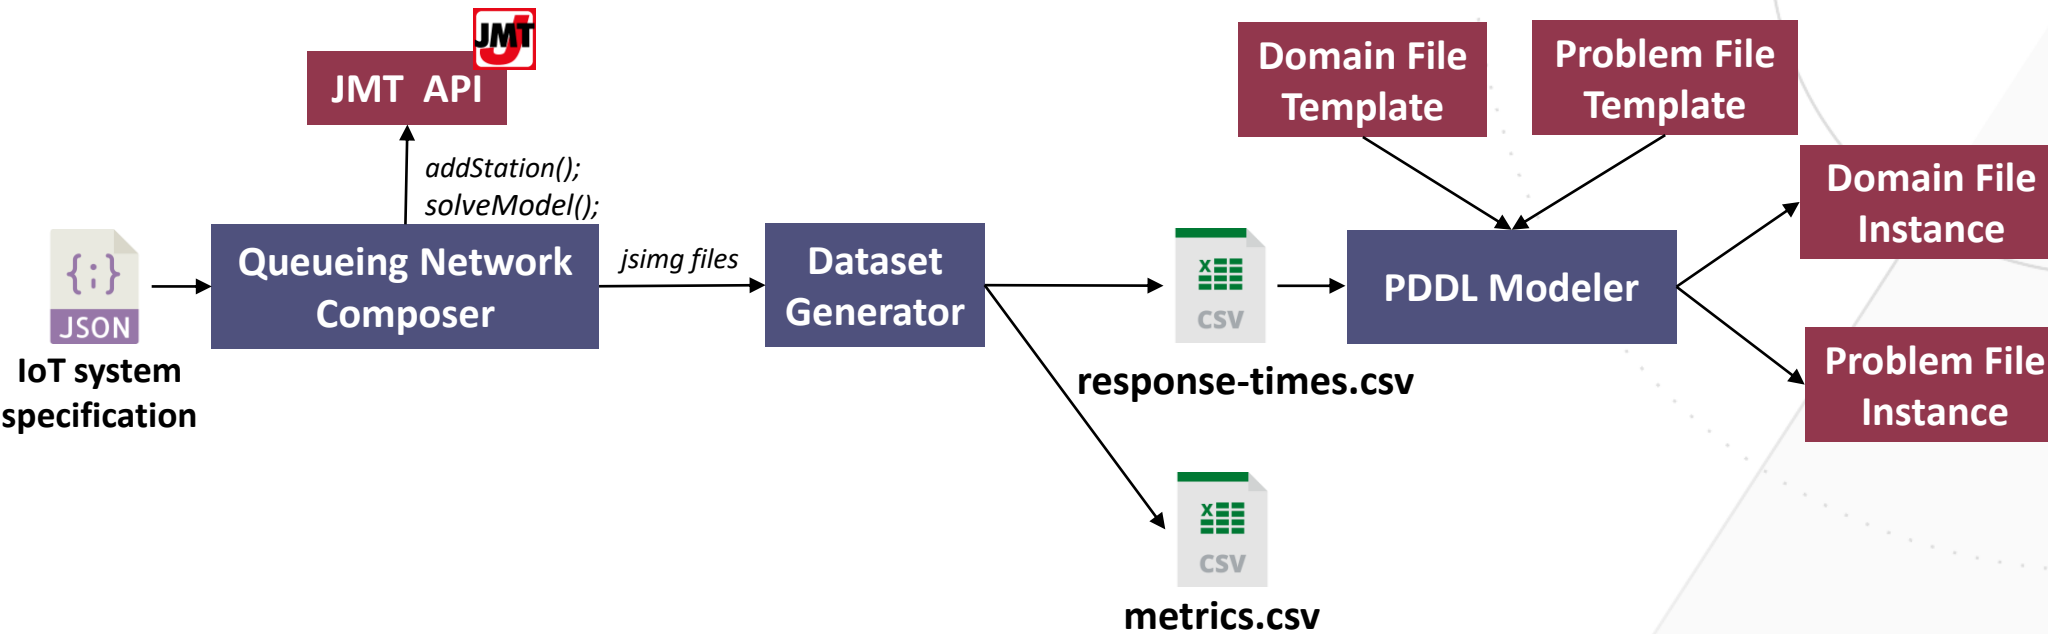 JMT
JMT API
addStation();
solveModel();
{;}
JSON
IoT system
specification
Queueing Network
Composer
jsimg files
Dataset
Generator
X
CSV
response-times.csv
X
CSV
metrics.csv
Domain File
Template
Problem File
Template
PDDL Modeler
Domain File
Instance
Problem File
Instance